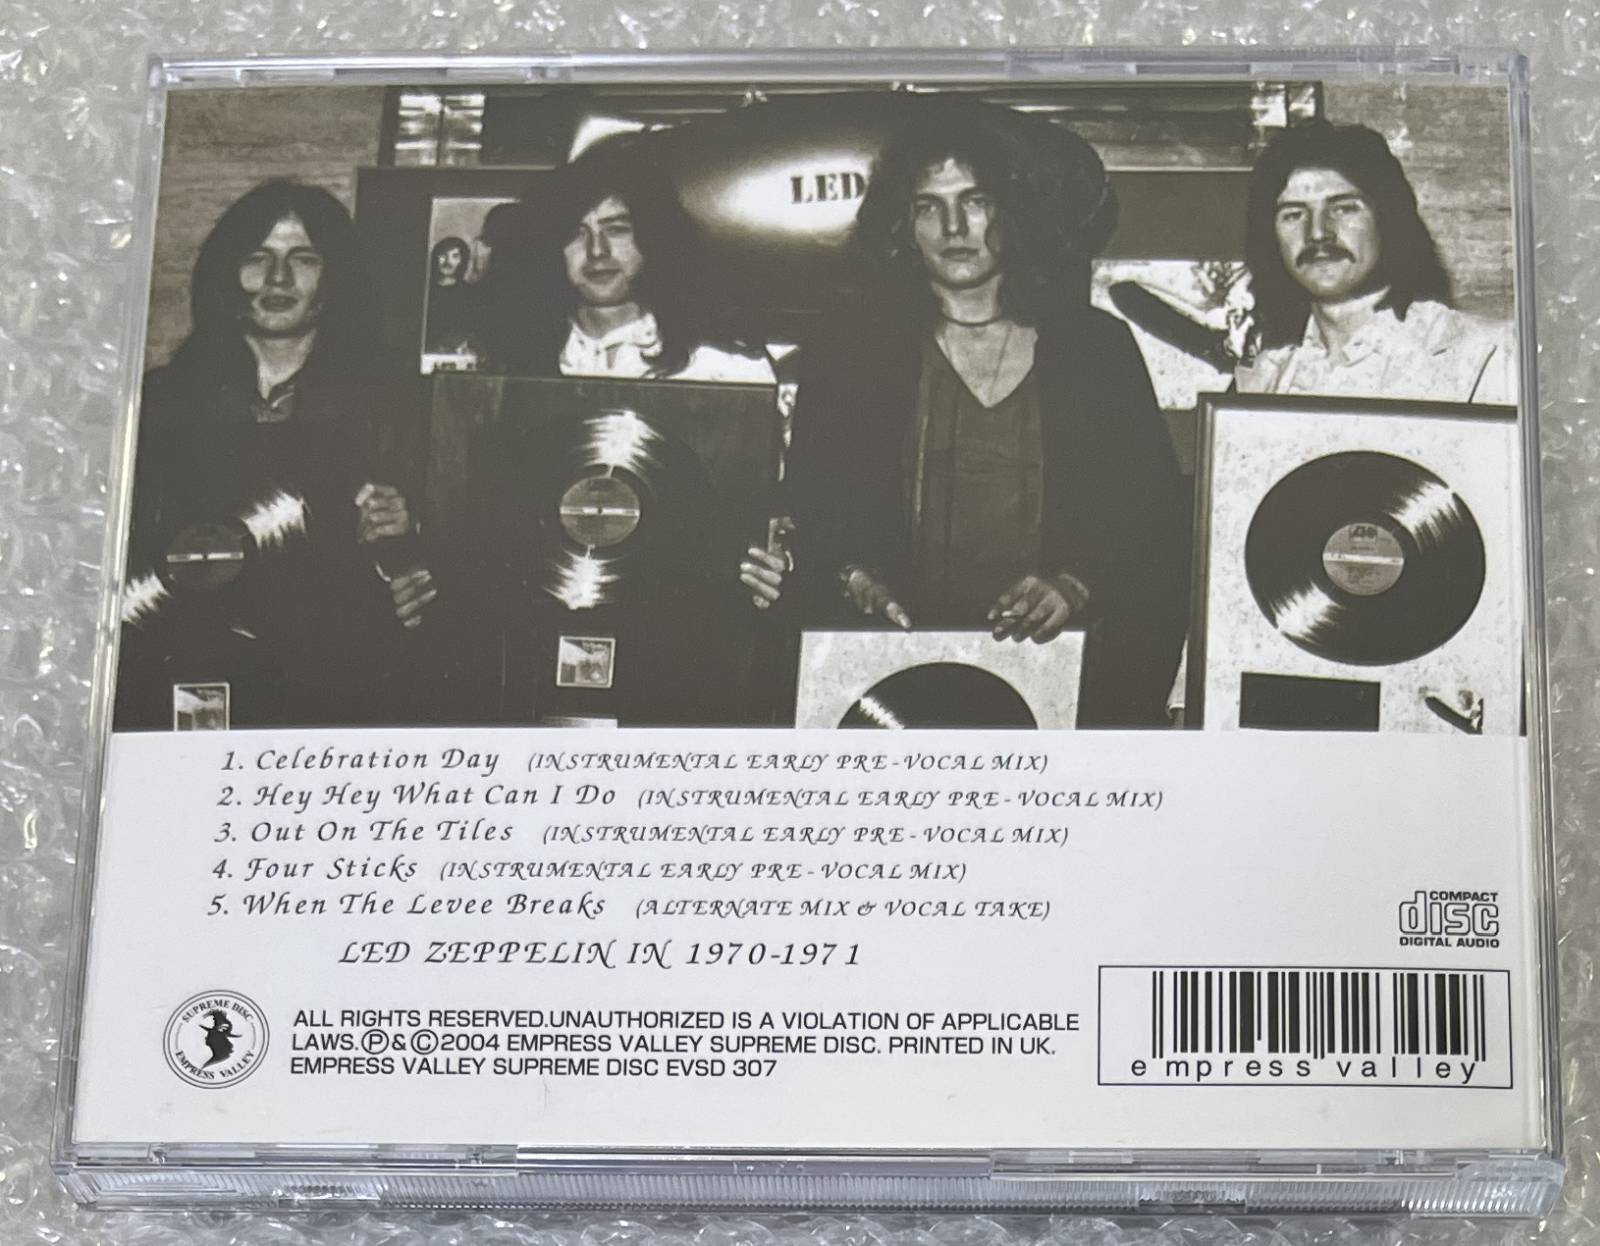 LED
1. Celebration Day (INSTRUMENTAL EARLY PRE-VOCAL MIX)
2. Hey Hey What Can I Do (INSTRUMENTAL EARLY PRE-VOCAL MIX)
3. Out On The Tiles (INSTRUMENTAL EARLY PRE-VOCAL MIX)
4. Four Sticks (INSTRUMENTAL EARLY PRE-VOCAL MIX)
5. When The Levee Breaks (ALTERNATE MIX & VOCAL TAKE)
LED ZEPPELIN IN 1970-1971
COMPACT
disc
DIGITAL AUDIO
SUPREME DISC
EMPRESS VALLEY
ALL RIGHTS RESERVED.UNAUTHORIZED IS A VIOLATION OF APPLICABLE
LAWS.Ⓟ&©2004 EMPRESS VALLEY SUPREME DISC. PRINTED IN UK.
EMPRESS VALLEY SUPREME DISC EVSD 307
empress valley